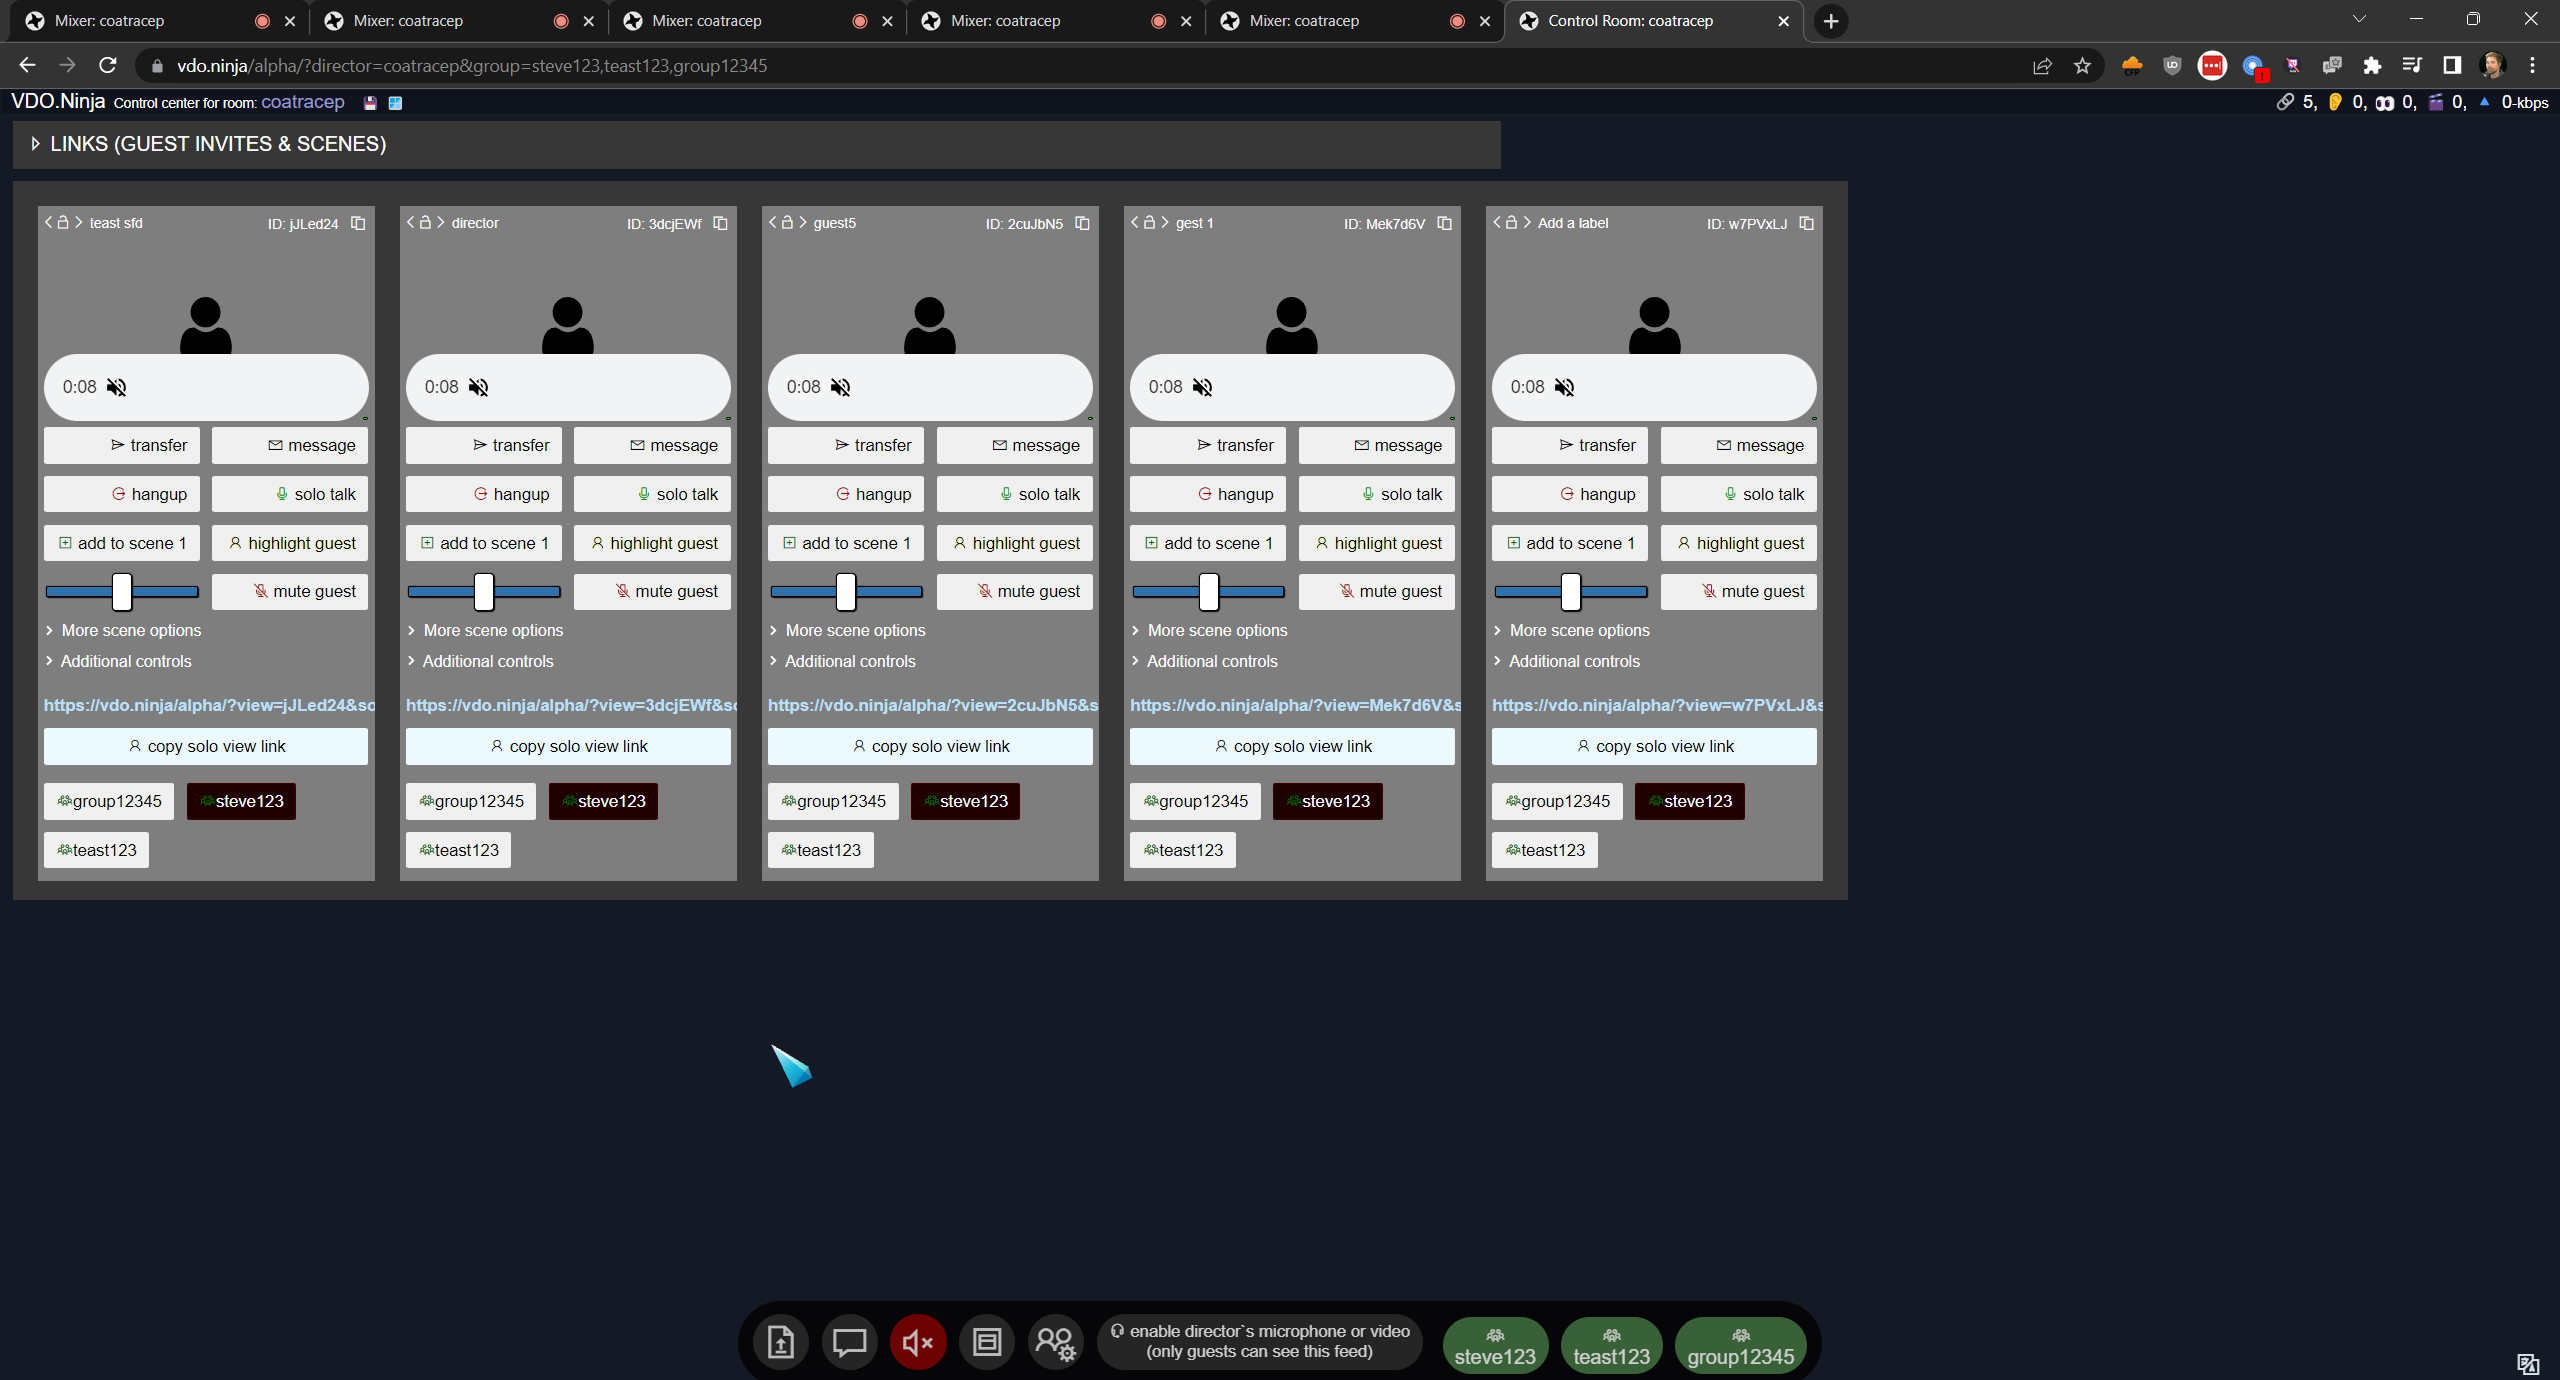 Mixer: coatracep
Mixer: coatracep
Mixer: coatracep
Mixer: coatracep
Mixer: coatracep
Control Room: coatracep
vdo.ninja/alpha/?director=coatracep&group=steve123,teast123,group12345
VDO.Ninja Control center for room: coatracep
5, 0, 0, 0, 0-kbps
LINKS (GUEST INVITES & SCENES)
teast sfd ID: jJLed24
0:08
transfer message
hangup solo talk
add to scene 1 highlight guest
mute guest
More scene options
Additional controls
https://vdo.ninja/alpha/?view=jJLed24&sc
copy solo view link
group12345 steve123
teast123
director ID: 3dcjEWf
0:08
transfer message
hangup solo talk
add to scene 1 highlight guest
mute guest
More scene options
Additional controls
https://vdo.ninja/alpha/?view=3dcjEWf&sc
copy solo view link
group12345 steve123
teast123
guest5 ID: 2cuJbN5
0:08
transfer message
hangup solo talk
add to scene 1 highlight guest
mute guest
More scene options
Additional controls
https://vdo.ninja/alpha/?view=2cuJbN5&s
copy solo view link
group12345 steve123
teast123
gest 1 ID: Mek7d6V
0:08
transfer message
hangup solo talk
add to scene 1 highlight guest
mute guest
More scene options
Additional controls
https://vdo.ninja/alpha/?view=Mek7d6V&s
copy solo view link
group12345 steve123
teast123
Add a label ID: w7PVxLJ
0:08
transfer message
hangup solo talk
add to scene 1 highlight guest
mute guest
More scene options
Additional controls
https://vdo.ninja/alpha/?view=w7PVxLJ&s
copy solo view link
group12345 steve123
teast123
enable director`s microphone or video
(only guests can see this feed)
steve123 teast123 group12345